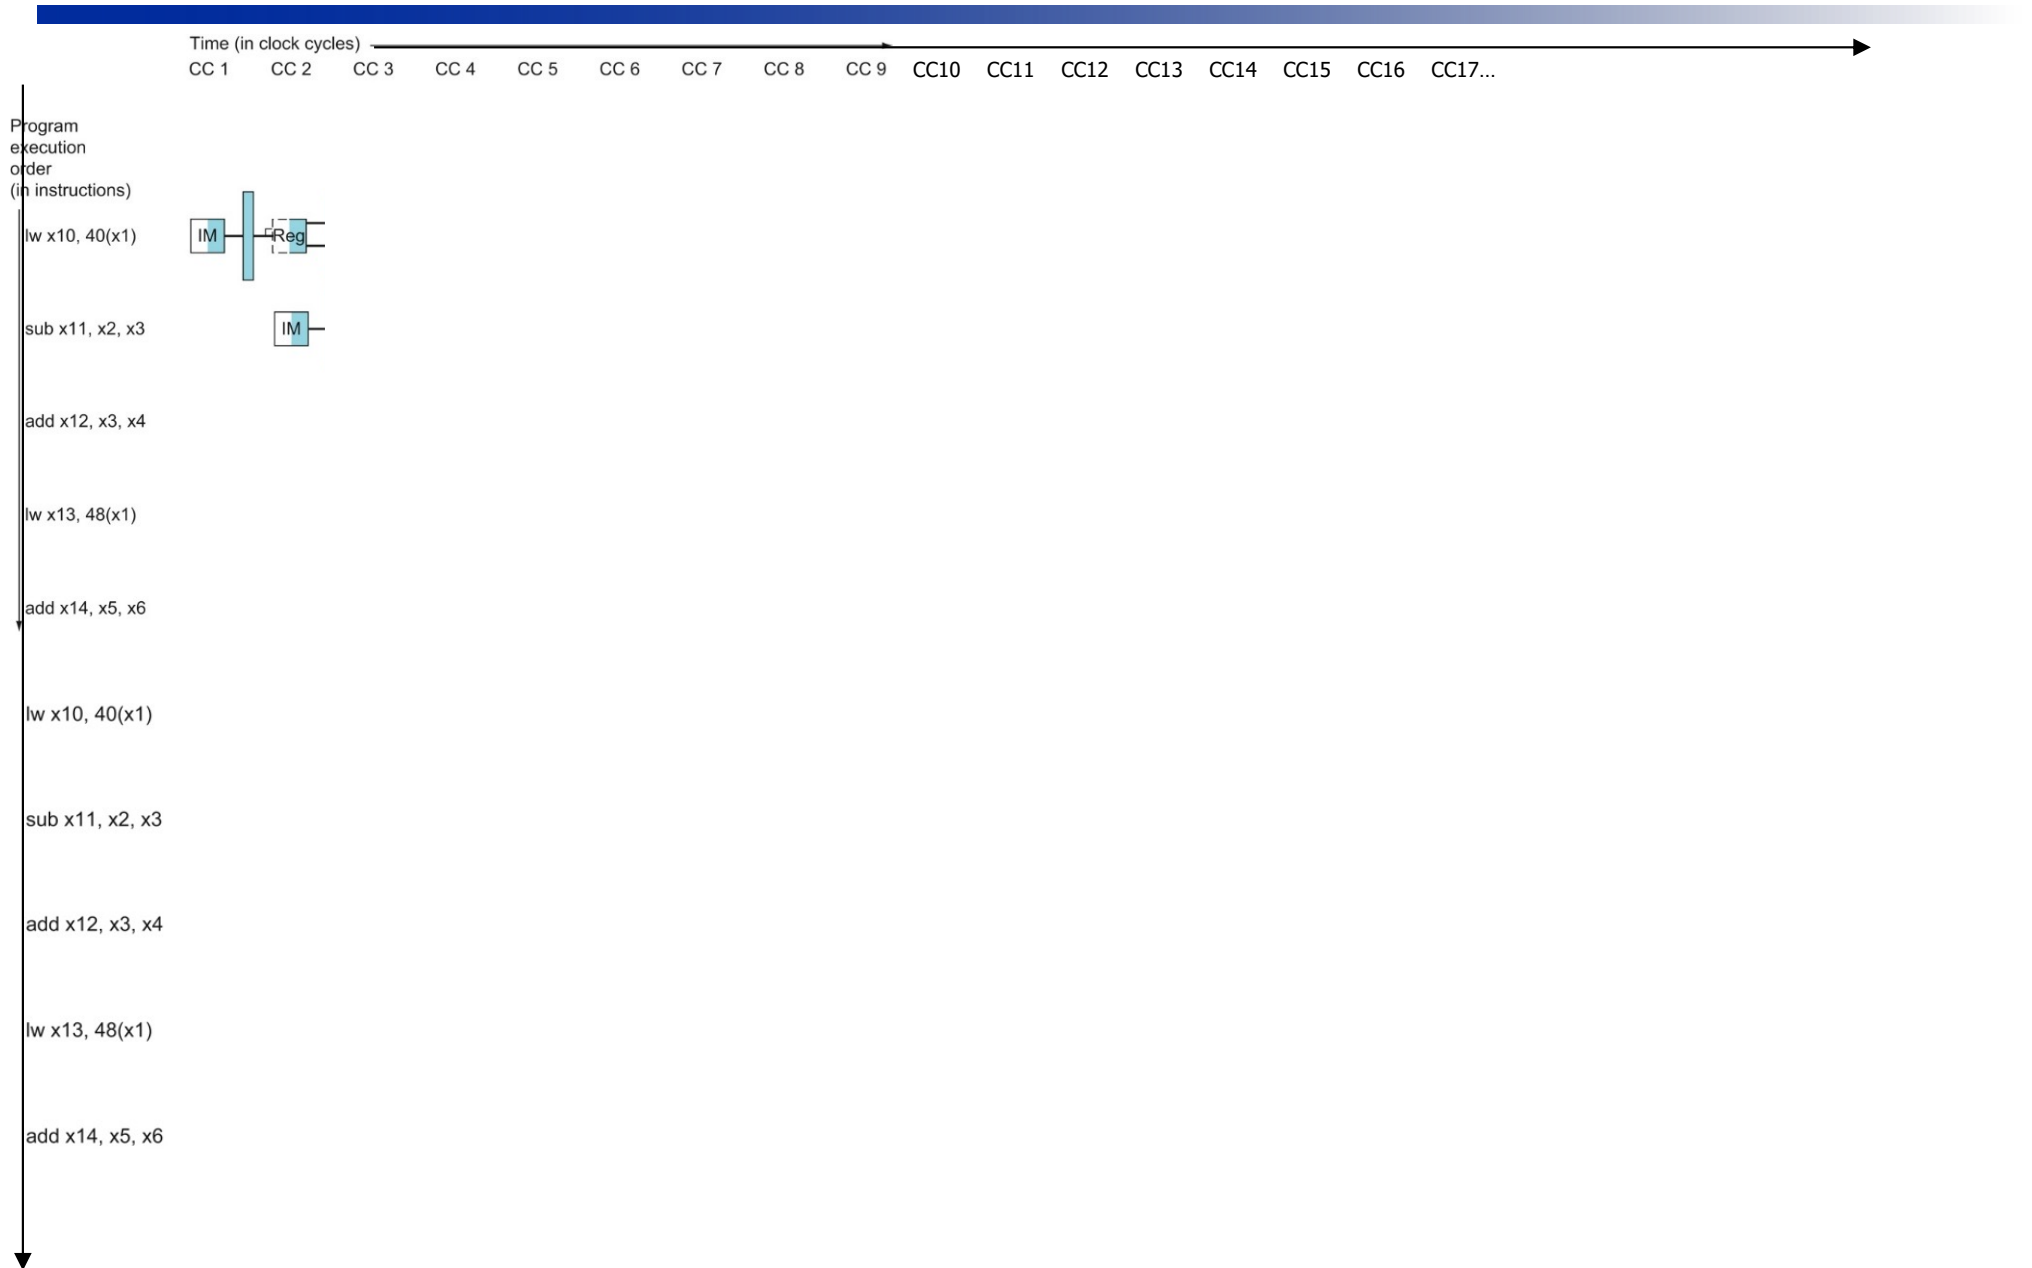 Time (in clock cycles)
CC 1 CC 2 CC 3 CC 4 CC 5 CC 6 CC 7 CC 8 CC 9 CC10 CC11 CC12 CC13 CC14 CC15 CC16 CC17...
Program
execution
order
(in instructions)
lw x10, 40(x1) IM Reg
sub x11, x2, x3 IM
add x12, x3, x4
lw x13, 48(x1)
add x14, x5, x6
lw x10, 40(x1)
sub x11, x2, x3
add x12, x3, x4
lw x13, 48(x1)
add x14, x5, x6